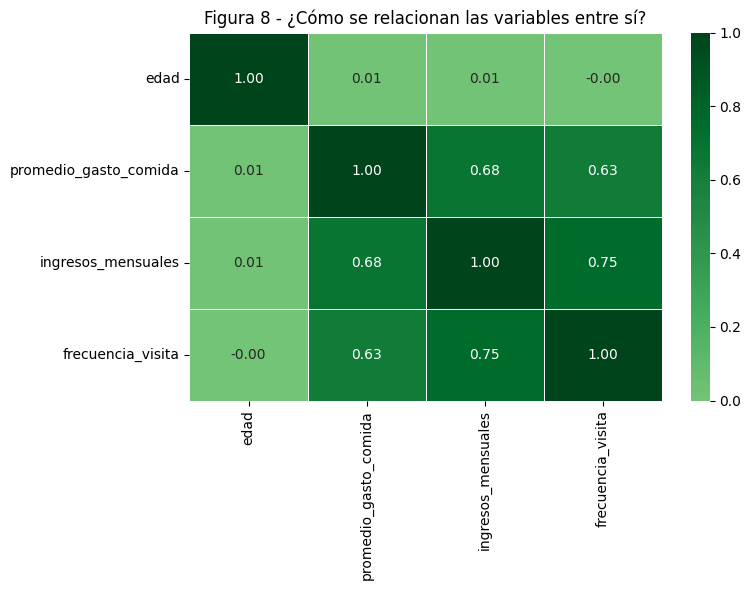 Figura 8 - ¿Cómo se relacionan las variables entre sí?
edad 1.00 0.01 0.01 -0.00
promedio_gasto_comida 0.01 1.00 0.68 0.63
ingresos_mensuales 0.01 0.68 1.00 0.75
frecuencia_visita -0.00 0.63 0.75 1.00
edad
promedio_gasto_comida
ingresos_mensuales
frecuencia_visita
1.0
0.8
0.6
0.4
0.2
0.0